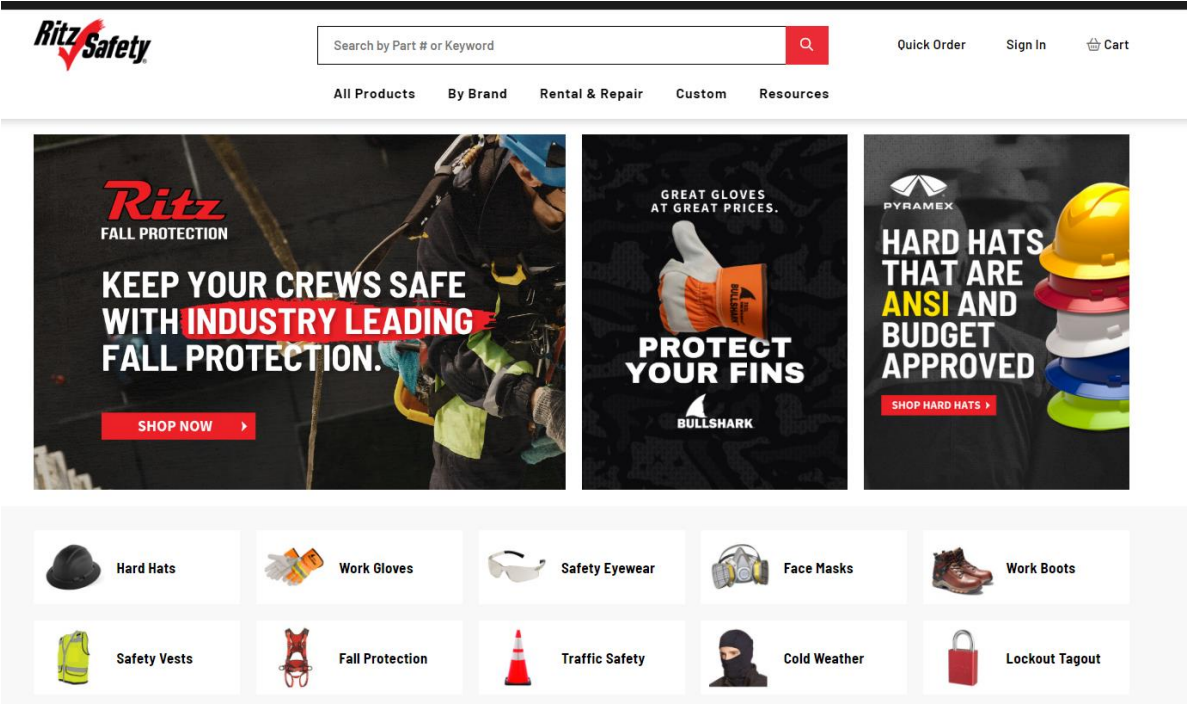 Ritz Safety
Search by Part # or Keyword
Quick Order
Sign In
Cart
All Products
By Brand
Rental & Repair
Custom
Resources
Ritz
FALL PROTECTION
KEEP YOUR CREWS SAFE
WITH INDUSTRY LEADING
FALL PROTECTION.
SHOP NOW
GREAT GLOVES
AT GREAT PRICES.
BULLSHARK
PROTECT
YOUR FINS
BULLSHARK
PYRAMEX
HARD HATS
THAT ARE
ANSI AND
BUDGET
APPROVED
SHOP HARD HATS
Hard Hats
Work Gloves
Safety Eyewear
Face Masks
Work Boots
Safety Vests
Fall Protection
Traffic Safety
Cold Weather
Lockout Tagout